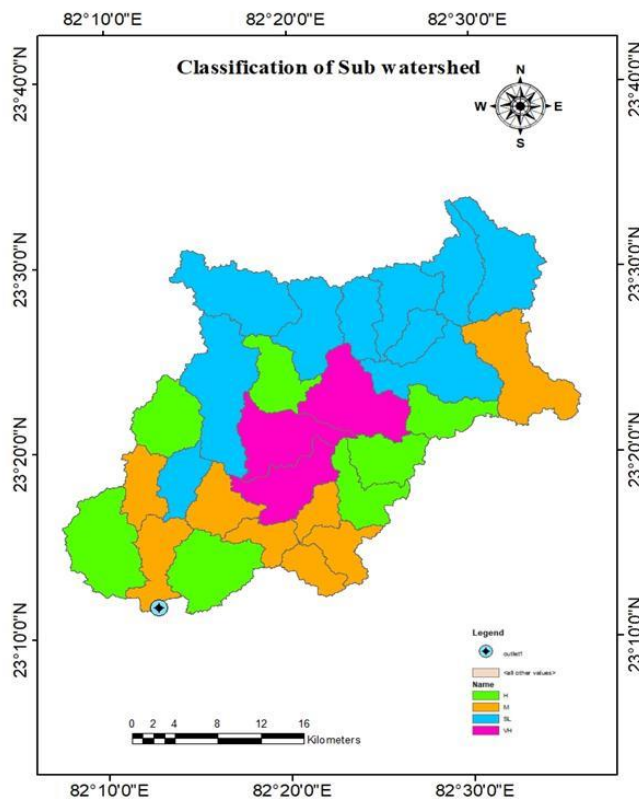 82°10'0"E 82°20'0"E 82°30'0"E
Classification of Sub watershed
N
W E
S
23°40'0"N 23°40'0"N
23°30'0"N 23°30'0"N
23°20'0"N 23°20'0"N
23°10'0"N 23°10'0"N
Legend
outlet1
<all other values>
Name
H
M
SL
VH
0 2 4 8 12 16
Kilometers
82°10'0"E 82°20'0"E 82°30'0"E